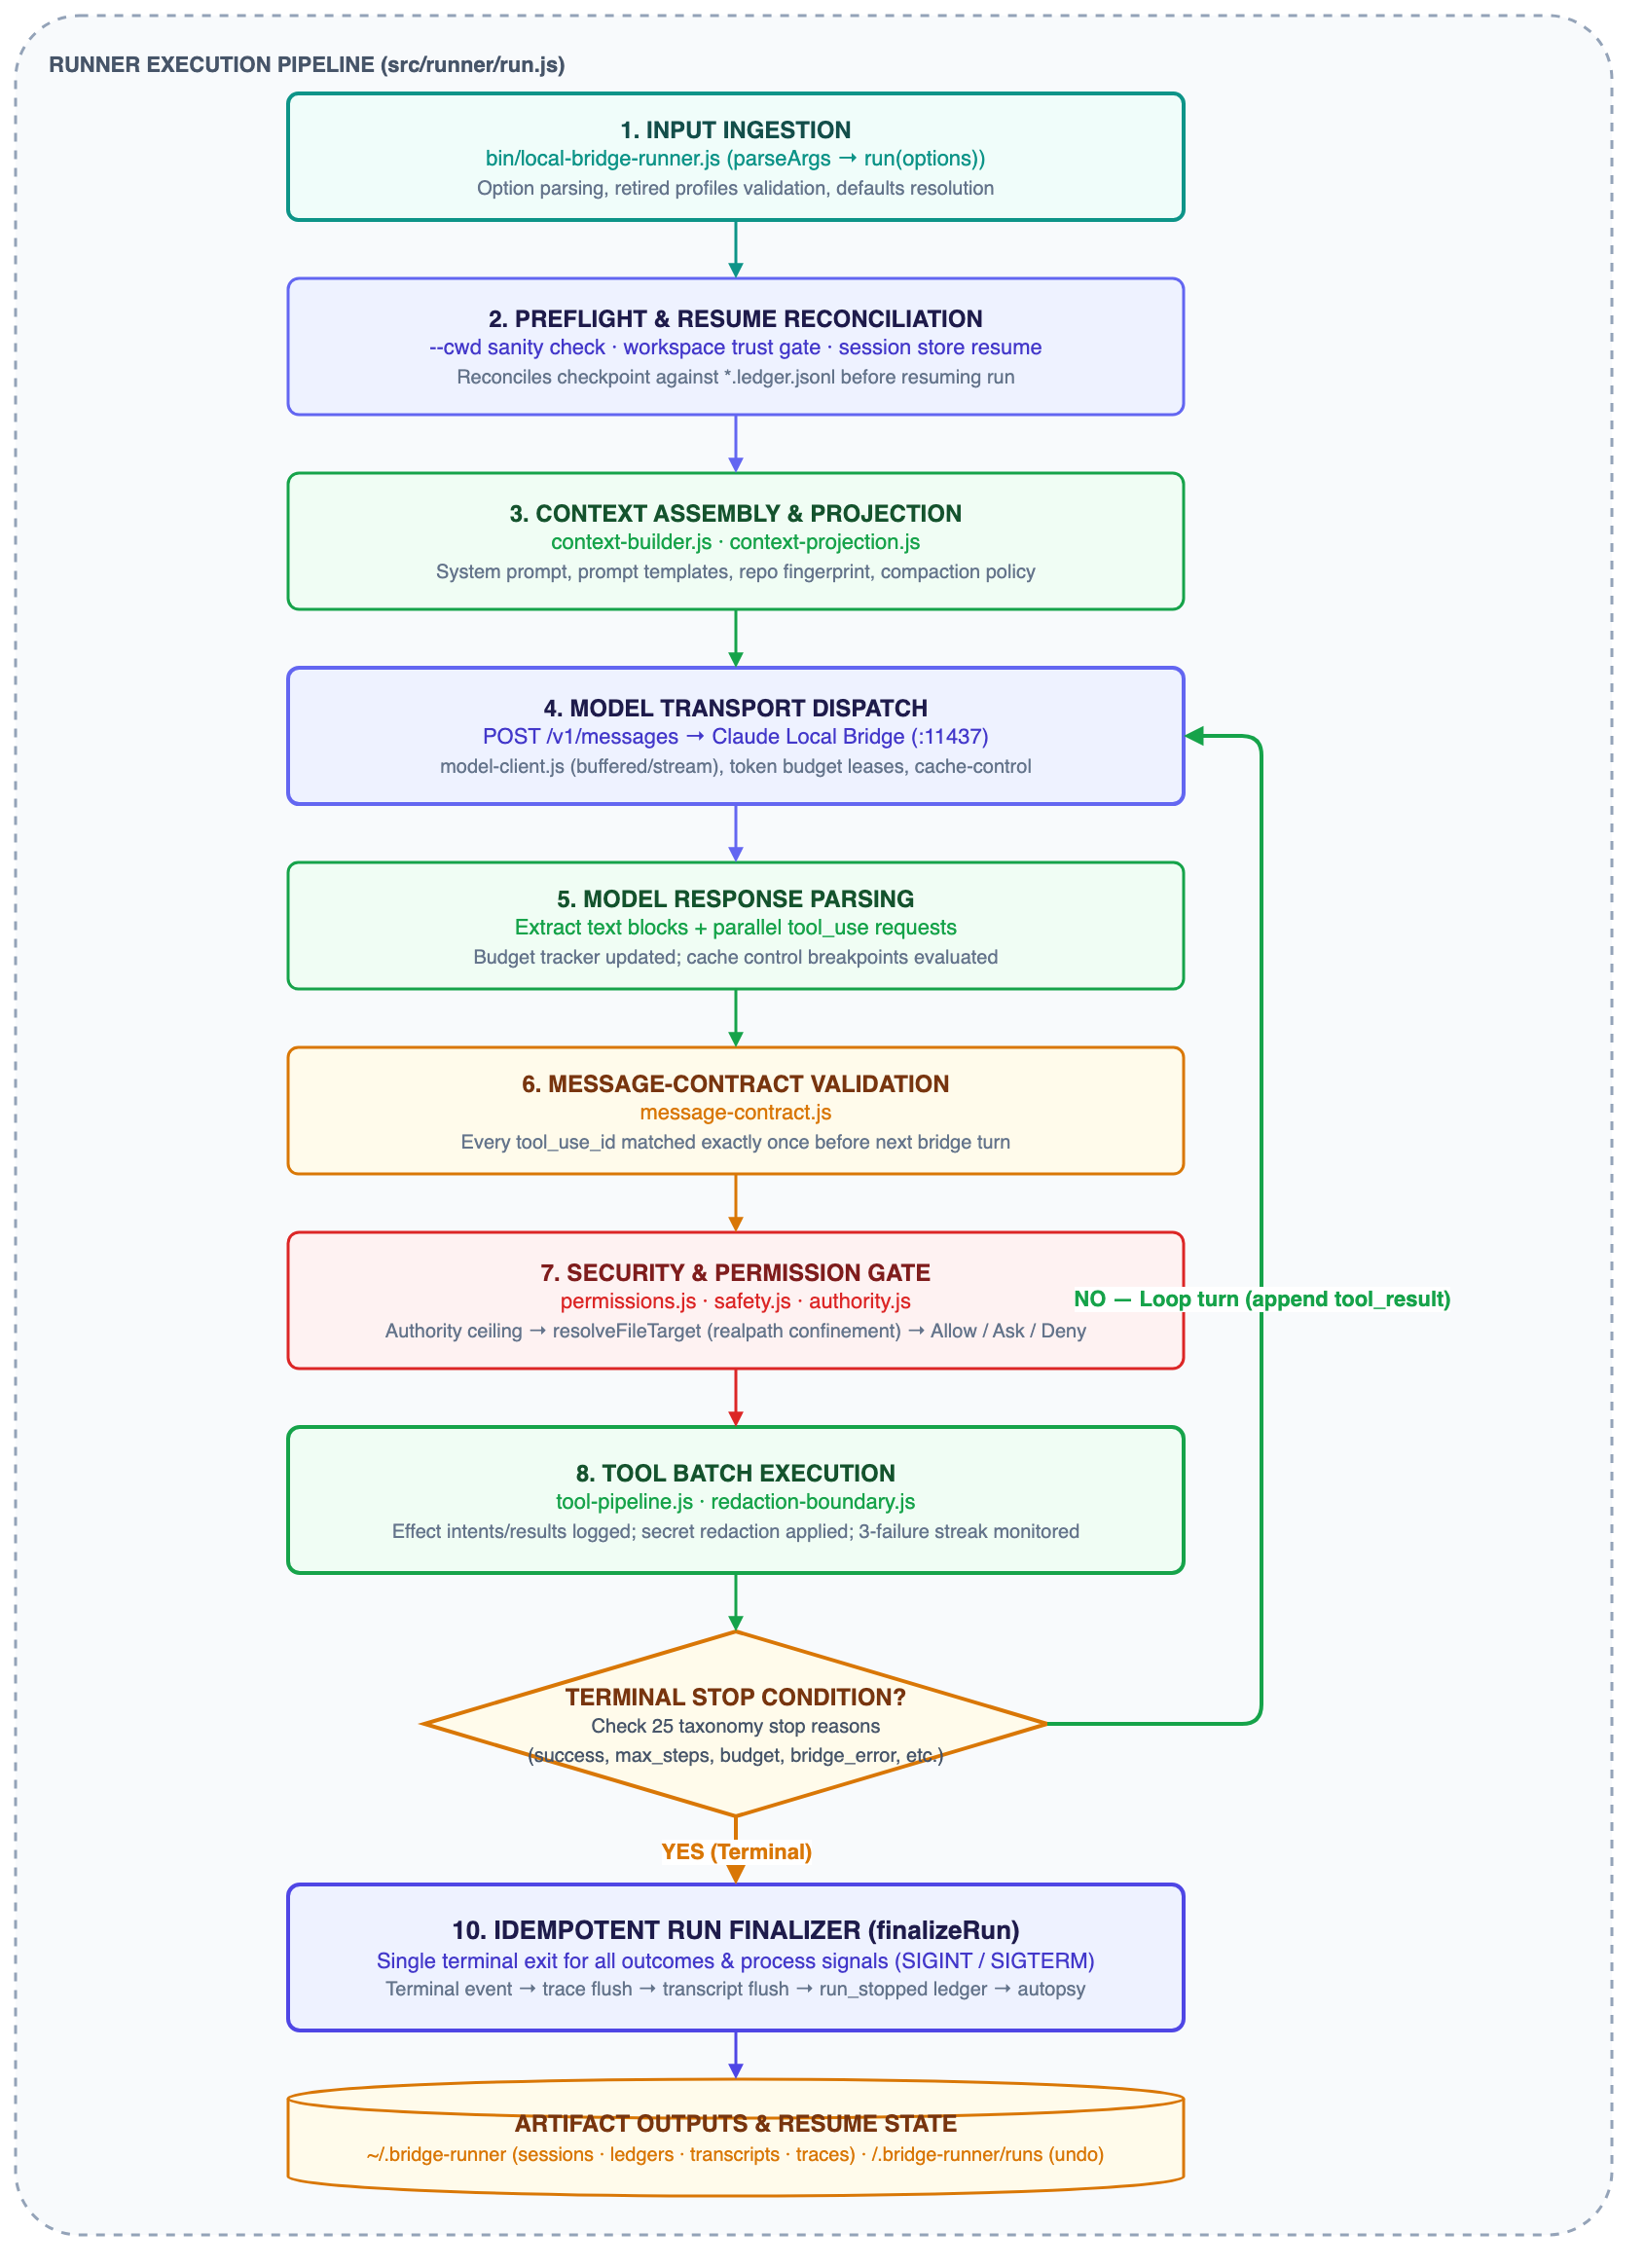 RUNNER EXECUTION PIPELINE (src/runner/run.js)
1. INPUT INGESTION
bin/local-bridge-runner.js (parseArgs → run(options))
Option parsing, retired profiles validation, defaults resolution
2. PREFLIGHT & RESUME RECONCILIATION
--cwd sanity check · workspace trust gate · session store resume
Reconciles checkpoint against *.ledger.jsonl before resuming run
3. CONTEXT ASSEMBLY & PROJECTION
context-builder.js · context-projection.js
System prompt, prompt templates, repo fingerprint, compaction policy
4. MODEL TRANSPORT DISPATCH
POST /v1/messages → Claude Local Bridge (:11437)
model-client.js (buffered/stream), token budget leases, cache-control
5. MODEL RESPONSE PARSING
Extract text blocks + parallel tool_use requests
Budget tracker updated; cache control breakpoints evaluated
6. MESSAGE-CONTRACT VALIDATION
message-contract.js
Every tool_use_id matched exactly once before next bridge turn
7. SECURITY & PERMISSION GATE
permissions.js · safety.js · authority.js
NO — Loop turn (append tool_result)
Authority ceiling → resolveFileTarget (realpath confinement) → Allow / Ask / Deny
8. TOOL BATCH EXECUTION
tool-pipeline.js · redaction-boundary.js
Effect intents/results logged; secret redaction applied; 3-failure streak monitored
TERMINAL STOP CONDITION?
Check 25 taxonomy stop reasons
(success, max_steps, budget, bridge_error, etc.)
YES (Terminal)
10. IDEMPOTENT RUN FINALIZER (finalizeRun)
Single terminal exit for all outcomes & process signals (SIGINT / SIGTERM)
Terminal event → trace flush → transcript flush → run_stopped ledger → autopsy
ARTIFACT OUTPUTS & RESUME STATE
~/.bridge-runner (sessions · ledgers · transcripts · traces) · /.bridge-runner/runs (undo)